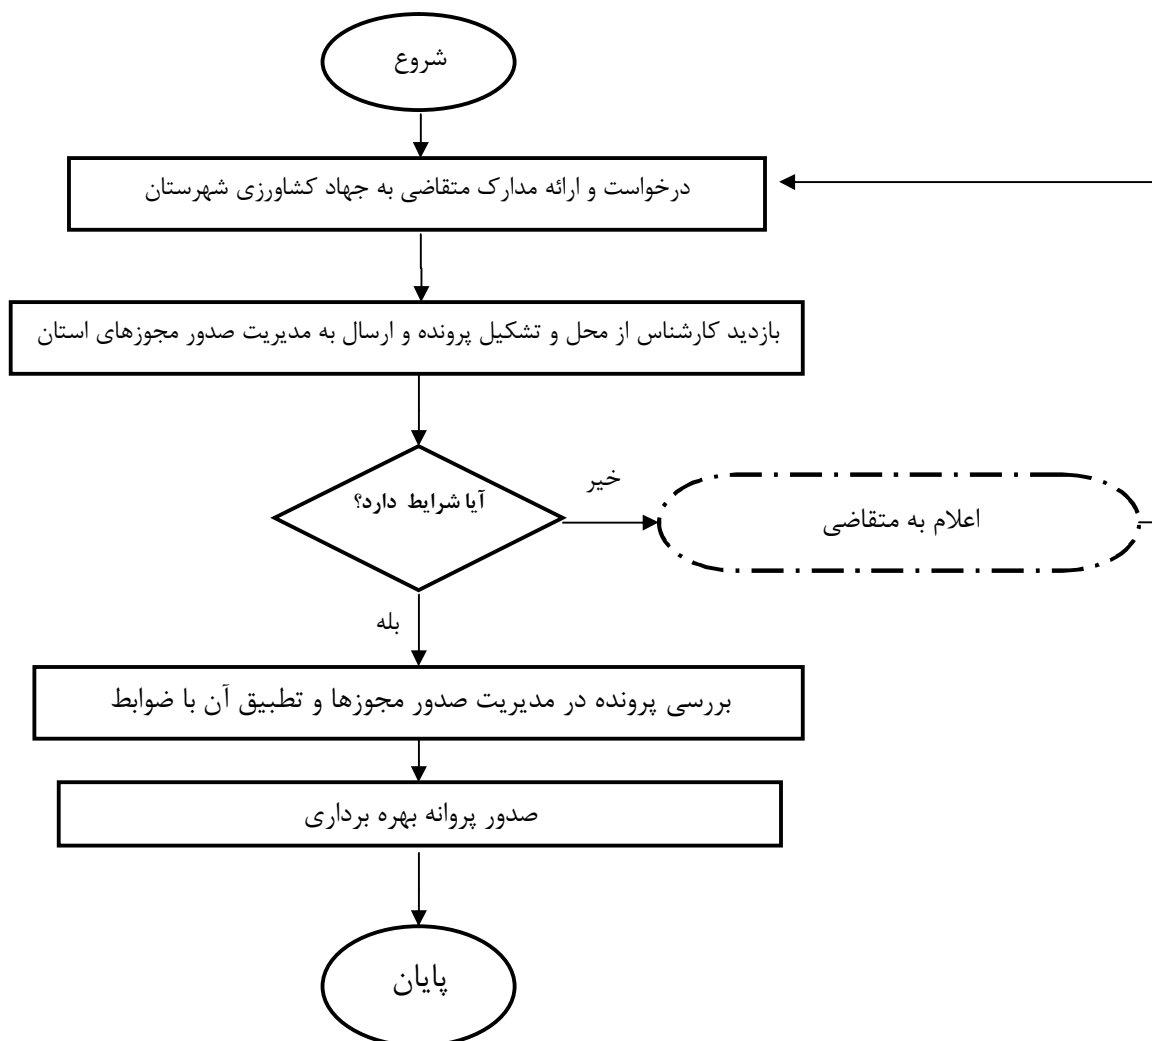 شروع
درخواست و ارائه مدارک متقاضی به جهاد کشاورزی شهرستان
بازدید کارشناس از محل و تشکیل پرونده و ارسال به مدیریت صدور مجوزهای استان
آیا شرایط دارد؟
خیر
اعلام به متقاضی
بله
بررسی پرونده در مدیریت صدور مجوزها و تطبیق آن با ضوابط
صدور پروانه بهره برداری
پایان